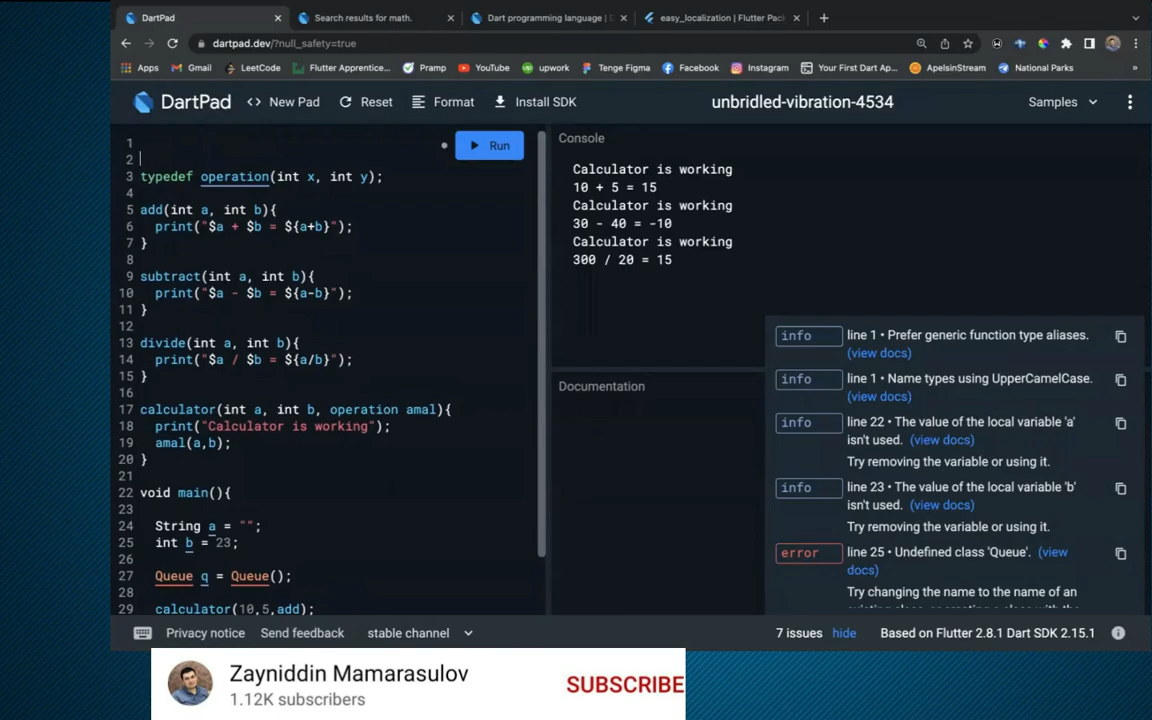 DartPad
Search results for math.
Dart programming language |
easy_localization | Flutter Pac
dartpad.dev/?null_safety=true
Apps
Gmail
LeetCode
Flutter Apprentice...
Pramp
YouTube
upwork
Tenge Figma
Facebook
Instagram
Your First Dart Ap...
ApelsinStream
National Parks
»
DartPad
<> New Pad
Reset
Format
Install SDK
unbridled-vibration-4534
Samples
Run
1
2
3 typedef operation(int x, int y);
4
5 add(int a, int b){
6 print("$a + $b = ${a+b}");
7 }
8
9 subtract(int a, int b){
10 print("$a - $b = ${a-b}");
11 }
12
13 divide(int a, int b){
14 print("$a / $b = ${a/b}");
15 }
16
17 calculator(int a, int b, operation amal){
18 print("Calculator is working");
19 amal(a,b);
20 }
21
22 void main(){
23
24 String a = "";
25 int b = 23;
26
27 Queue q = Queue();
28
29 calculator(10,5,add);
Console
Calculator is working
10 + 5 = 15
Calculator is working
30 - 40 = -10
Calculator is working
300 / 20 = 15
Documentation
info line 1 • Prefer generic function type aliases.
(view docs)
info line 1 • Name types using UpperCamelCase.
(view docs)
info line 22 • The value of the local variable 'a'
isn't used. (view docs)
Try removing the variable or using it.
info line 23 • The value of the local variable 'b'
isn't used. (view docs)
Try removing the variable or using it.
error line 25 • Undefined class 'Queue'. (view
docs)
Try changing the name to the name of an
Privacy notice
Send feedback
stable channel
7 issues hide
Based on Flutter 2.8.1 Dart SDK 2.15.1
Zayniddin Mamarasulov
1.12K subscribers
SUBSCRIBE